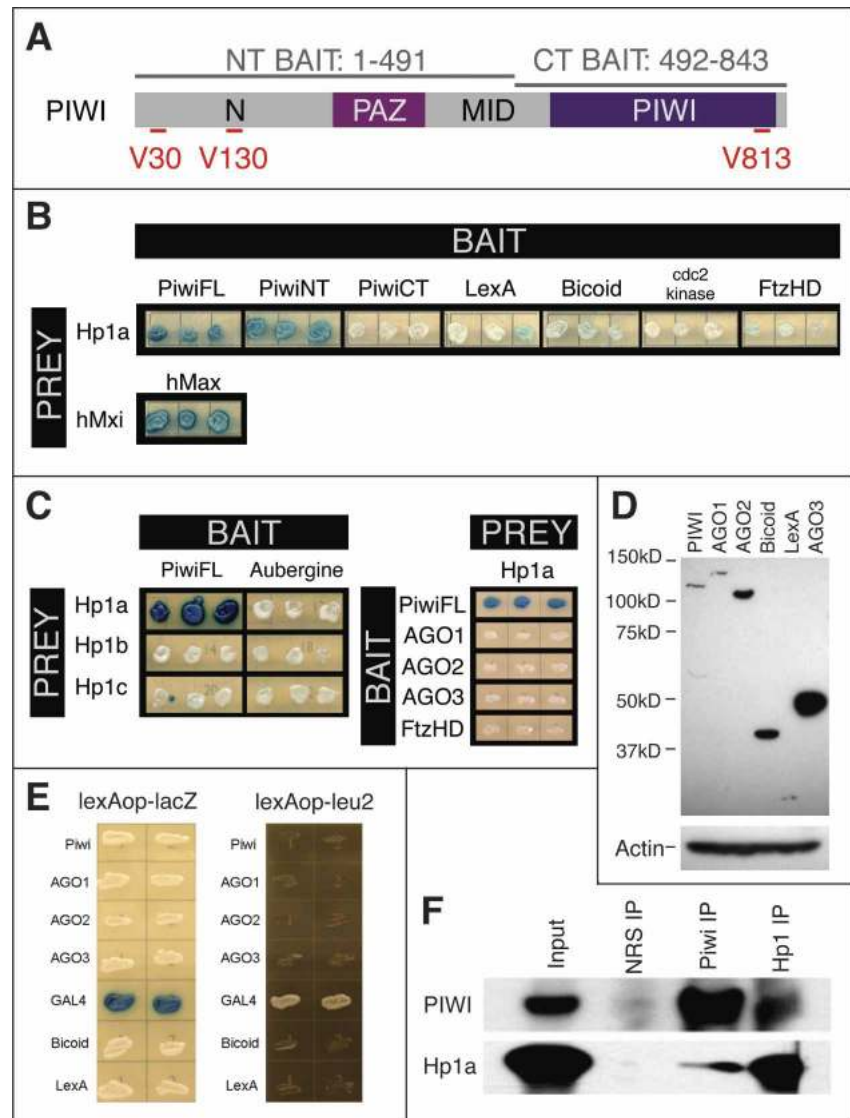 A
NT BAIT: 1-491
CT BAIT: 492-843
PIWI N PAZ MID PIWI
V30 V130 V813
B
BAIT
PiwiFL PiwiNT PiwiCT LexA Bicoid cdc2 kinase FtzHD
PREY
Hp1a
hMax
hMxi
C
BAIT
PiwiFL Aubergine
PREY
Hp1a
Hp1b
Hp1c
PREY
Hp1a
BAIT
PiwiFL
AGO1
AGO2
AGO3
FtzHD
D
PIWI AGO1 AGO2 Bicoid LexA AGO3
150kD
100kD
75kD
50kD
37kD
Actin
E
lexAop-lacZ lexAop-leu2
Piwi Piwi
AGO1 AGO1
AGO2 AGO2
AGO3 AGO3
GAL4 GAL4
Bicoid Bicoid
LexA LexA
F
Input NRS IP Piwi IP Hp1 IP
PIWI
Hp1a